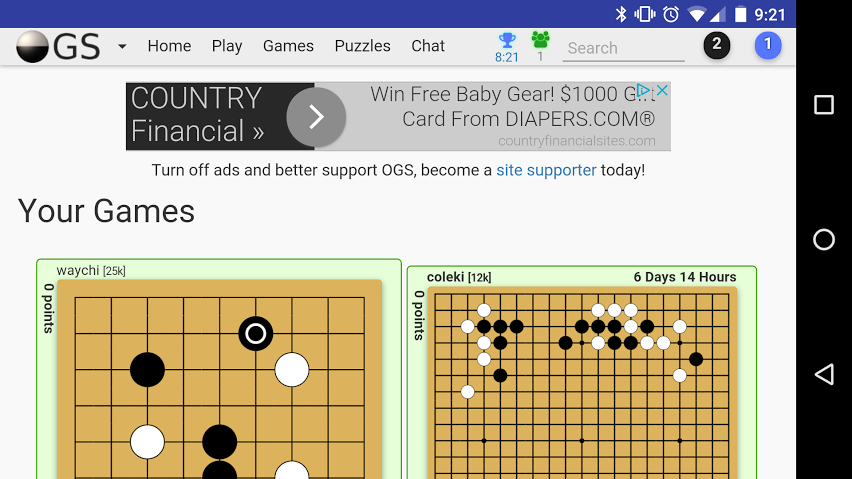 9:21
OGS Home Play Games Puzzles Chat 8:21 1 Search 2 1
COUNTRY
Financial »
Win Free Baby Gear! $1000 Gift
Card From DIAPERS.COM®
countryfinancialsites.com
Turn off ads and better support OGS, become a site supporter today!
Your Games
waychi [25k]
0 points
coleki [12k] 6 Days 14 Hours
0 points